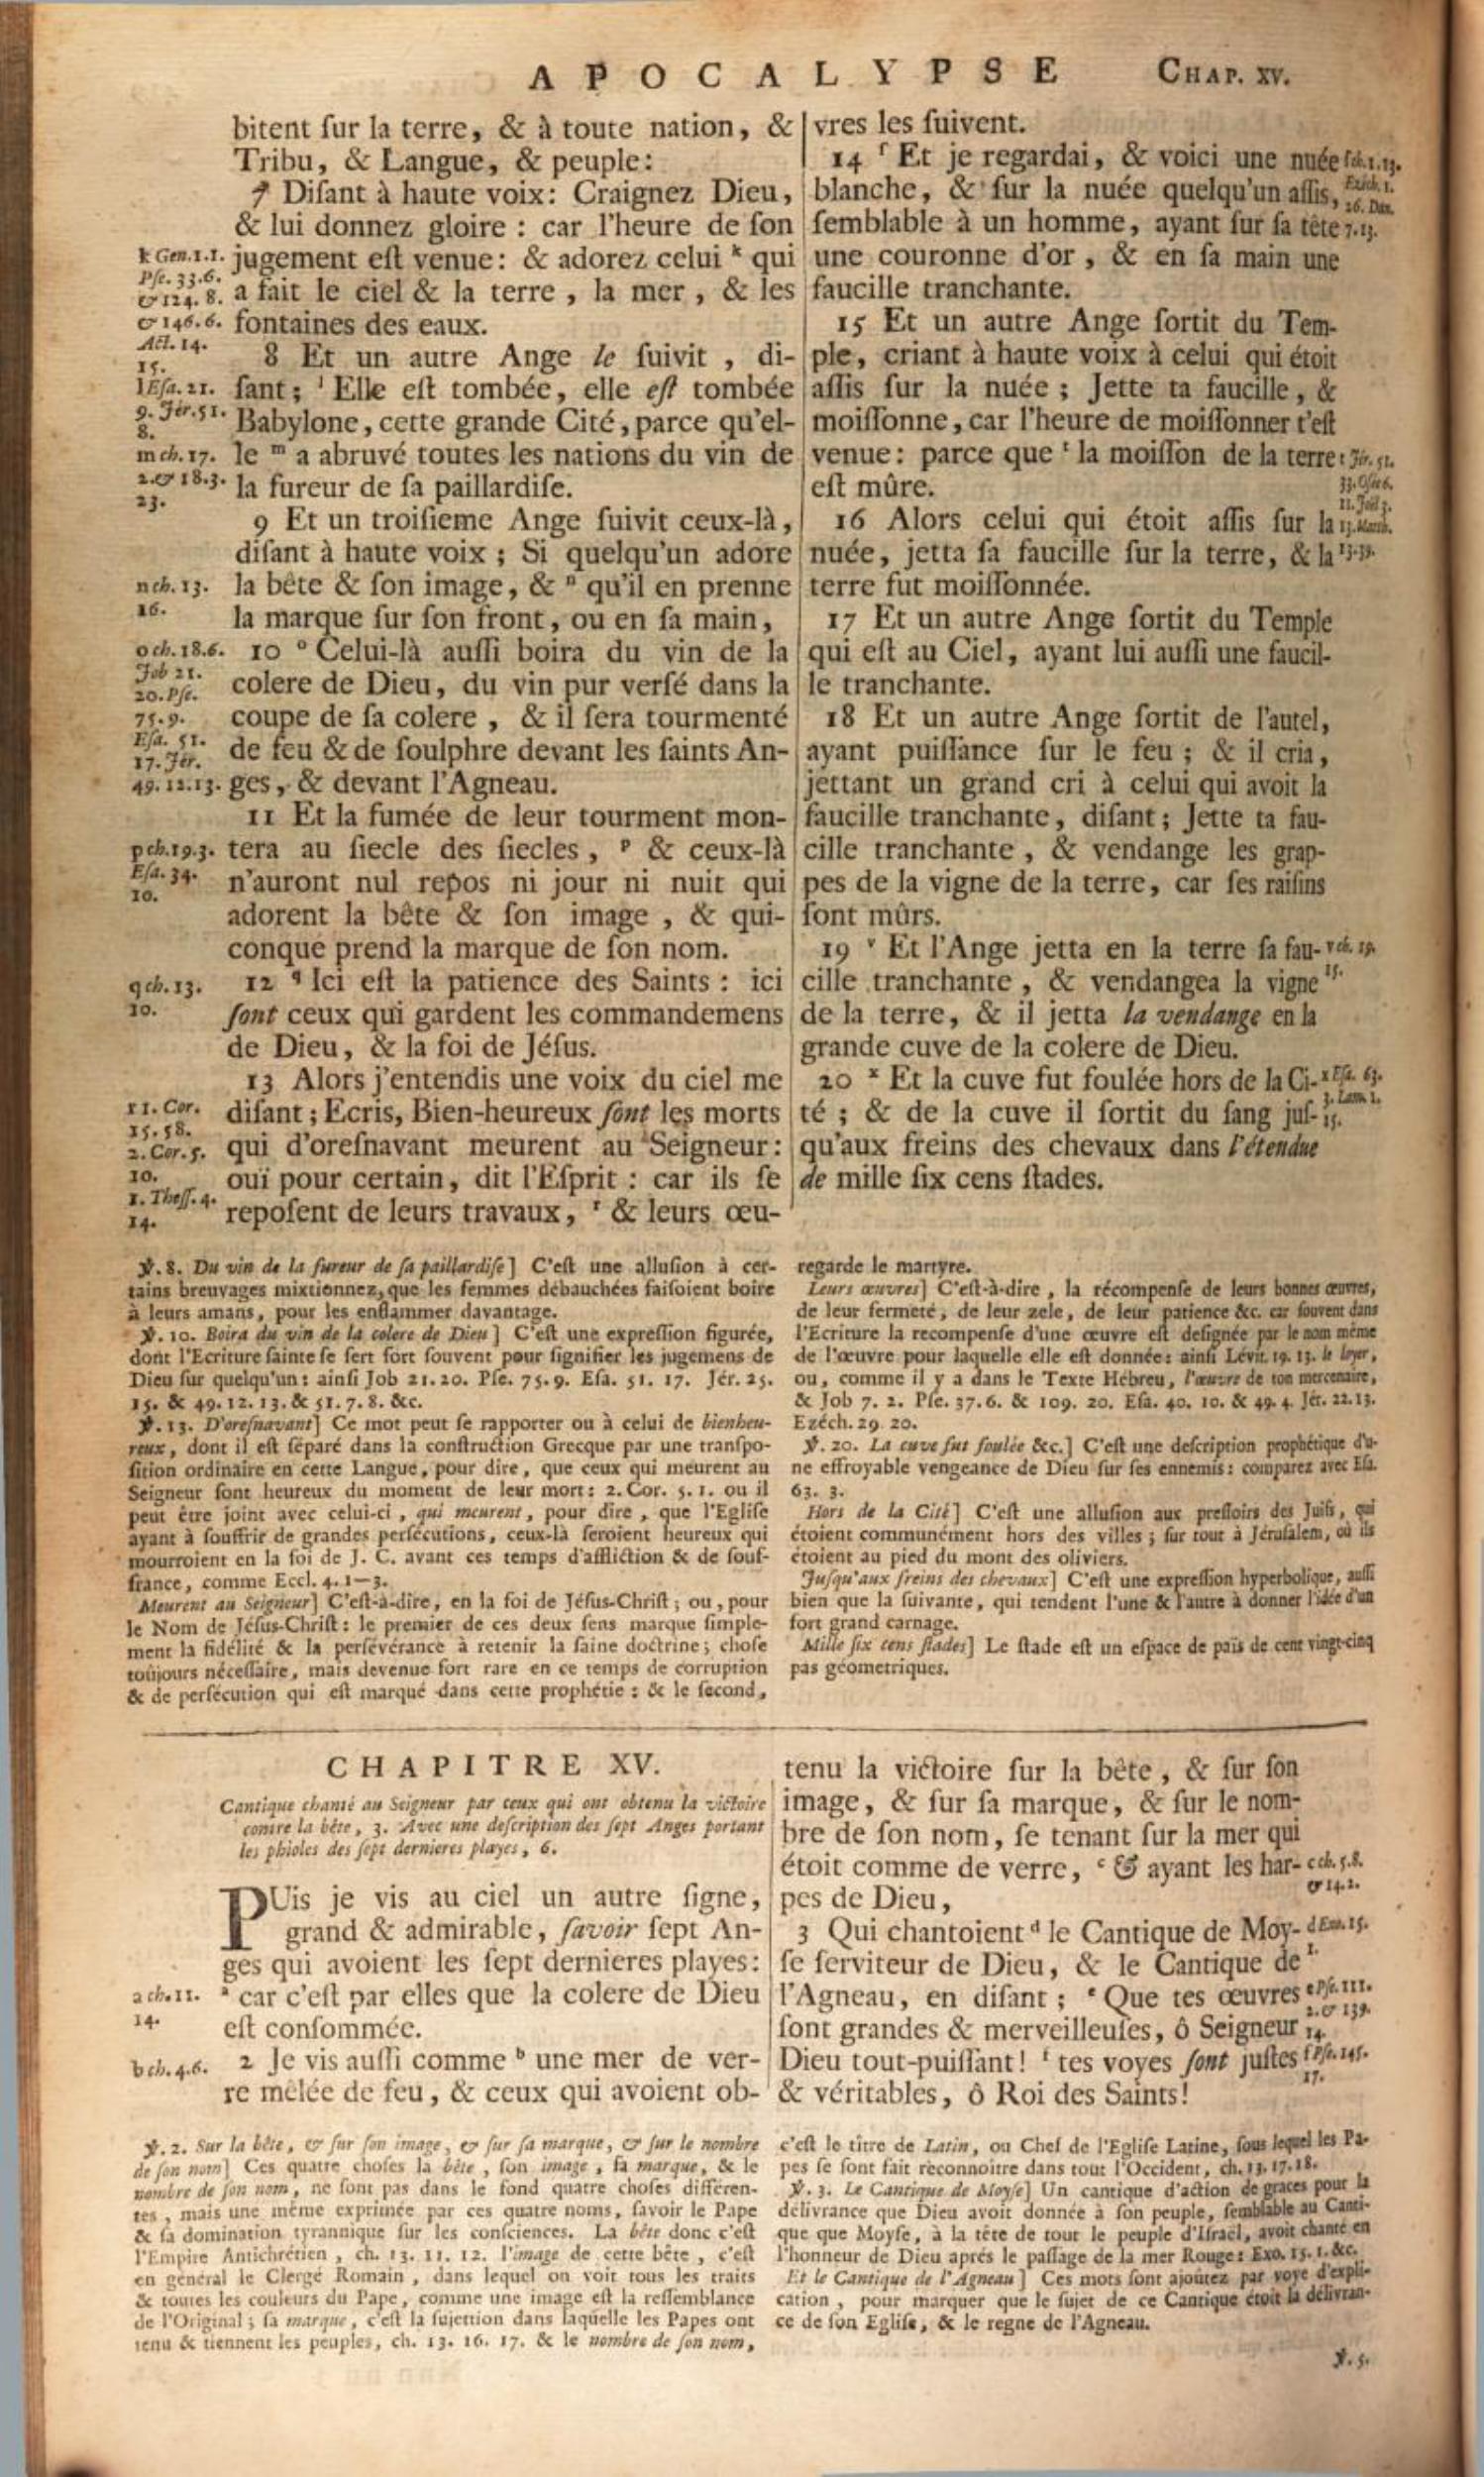 APOCALYPSE CHAP. XV.
bitent ſur la terre, & à toute nation, &
Tribu, & Langue, & peuple:
7 Diſant à haute voix: Craignez Dieu,
& lui donnez gloire : car l'heure de ſon
jugement eſt venue: & adorez celui ᵏ qui
a fait le ciel & la terre, la mer, & les
fontaines des eaux.
8 Et un autre Ange le ſuivit, di-
ſant; ˡ Elle eſt tombée, elle eſt tombée
Babylone, cette grande Cité, parce qu'el-
le ᵐ a abruvé toutes les nations du vin de
la fureur de ſa paillardiſe.
9 Et un troiſieme Ange ſuivit ceux-là,
diſant à haute voix ; Si quelqu'un adore
la bête & ſon image, & ⁿ qu'il en prenne
la marque ſur ſon front, ou en ſa main,
10 ᵒ Celui-là auſſi boira du vin de la
colere de Dieu, du vin pur verſé dans la
coupe de ſa colere, & il ſera tourmenté
de feu & de ſoulphre devant les ſaints An-
ges, & devant l'Agneau.
11 Et la fumée de leur tourment mon-
tera au ſiecle des ſiecles, ᵖ & ceux-là
n'auront nul repos ni jour ni nuit qui
adorent la bête & ſon image, & qui-
conque prend la marque de ſon nom.
12 q Ici eſt la patience des Saints : ici
ſont ceux qui gardent les commandemens
de Dieu, & la foi de Jéſus.
13 Alors j'entendis une voix du ciel me
diſant ; Ecris, Bien-heureux ſont les morts
qui d'oreſnavant meurent au Seigneur:
ouï pour certain, dit l'Eſprit : car ils ſe
repoſent de leurs travaux, ʳ & leurs œu-
k Gen.1.1.
Pſe. 33.6.
& 124. 8.
& 146.6.
Act. 14.
15.
l Eſa. 21.
9. Jér.51.
8.
m ch. 17.
2.& 18.3.
23.
n ch. 13.
16.
o ch. 18.6.
Job 21.
20. Pſe.
75.9.
Eſa. 51.
17. Jér.
49. 12.13.
p ch.19.3.
Eſa. 34.
10.
q ch. 13.
10.
r 1. Cor.
15. 58.
2. Cor. 5.
10.
1. Theſſ. 4.
14.
vres les ſuivent.
14 ſ Et je regardai, & voici une nuée
blanche, & ſur la nuée quelqu'un aſſis,
ſemblable à un homme, ayant ſur ſa tête
une couronne d'or, & en ſa main une
faucille tranchante.
15 Et un autre Ange ſortit du Tem-
ple, criant à haute voix à celui qui étoit
aſſis ſur la nuée ; Jette ta faucille, &
moiſſonne, car l'heure de moiſſonner t'eſt
venue: parce que ᵗ la moiſſon de la terre
eſt mûre.
16 Alors celui qui étoit aſſis ſur la
nuée, jetta ſa faucille ſur la terre, & la
terre fut moiſſonnée.
17 Et un autre Ange ſortit du Temple
qui eſt au Ciel, ayant lui auſſi une faucil-
le tranchante.
18 Et un autre Ange ſortit de l'autel,
ayant puiſſance ſur le feu ; & il cria,
jettant un grand cri à celui qui avoit la
faucille tranchante, diſant ; Jette ta fau-
cille tranchante, & vendange les grap-
pes de la vigne de la terre, car ſes raiſins
ſont mûrs.
19 ᵛ Et l'Ange jetta en la terre ſa fau-
cille tranchante, & vendangea la vigne
de la terre, & il jetta la vendange en la
grande cuve de la colere de Dieu.
20 ˣ Et la cuve fut foulée hors de la Ci-
té ; & de la cuve il ſortit du ſang juſ-
qu'aux freins des chevaux dans l'étendue
de mille ſix cens ſtades.
ſ ch.1.13.
Ezéch. 1.
26. Dan.
7.13.
t Jér. 51.
33. Oſée 6.
11. Joël 3.
13. Matth.
13.39.
v ch. 19.
15.
x Eſa. 63.
3. Lam. 1.
15.
℣. 8. Du vin de la fureur de ſa paillardiſe] C'eſt une alluſion à cer-
tains breuvages mixtionnez, que les femmes débauchées faiſoient boire
à leurs amans, pour les enflammer davantage.
℣. 10. Boira du vin de la colere de Dieu] C'eſt une expreſſion figurée,
dont l'Ecriture ſainte ſe ſert fort ſouvent pour ſignifier les jugemens de
Dieu ſur quelqu'un: ainſi Job 21. 20. Pſe. 75. 9. Eſa. 51. 17. Jér. 25.
15. & 49. 12. 13. & 51. 7. 8. &c.
℣. 13. D'oreſnavant] Ce mot peut ſe rapporter ou à celui de bienheu-
reux, dont il eſt ſéparé dans la conſtruction Grecque par une tranſpo-
ſition ordinaire en cette Langue, pour dire, que ceux qui meurent au
Seigneur ſont heureux du moment de leur mort: 2. Cor. 5. 1. ou il
peut être joint avec celui-ci, qui meurent, pour dire, que l'Egliſe
ayant à ſouffrir de grandes perſécutions, ceux-là ſeroient heureux qui
mourroient en la foi de J. C. avant ces temps d'affliction & de ſouf-
france, comme Eccl. 4. 1—3.
Meurent au Seigneur] C'eſt-à-dire, en la foi de Jéſus-Chriſt ; ou, pour
le Nom de Jéſus-Chriſt : le premier de ces deux ſens marque ſimple-
ment la fidélité & la perſévérance à retenir la ſaine doctrine ; choſe
toûjours néceſſaire, mais devenue fort rare en ce temps de corruption
& de perſécution qui eſt marqué dans cette prophétie : & le ſecond,
regarde le martyre.
Leurs œuvres] C'eſt-à-dire, la récompenſe de leurs bonnes œuvres,
de leur fermeté, de leur zele, de leur patience &c. car ſouvent dans
l'Ecriture la recompenſe d'une œuvre eſt deſignée par le nom même
de l'œuvre pour laquelle elle eſt donnée: ainſi Lévit. 19. 13. le loyer,
ou, comme il y a dans le Texte Hébreu, l'œuvre de ton mercenaire,
& Job 7. 2. Pſe. 37. 6. & 109. 20. Eſa. 40. 10. & 49. 4. Jér. 22. 13.
Ezéch. 29. 20.
℣. 20. La cuve fut foulée &c.] C'eſt une deſcription prophétique d'u-
ne effroyable vengeance de Dieu ſur ſes ennemis: comparez avec Eſa.
63. 3.
Hors de la Cité] C'eſt une alluſion aux preſſoirs des Juifs, qui
étoient communément hors des villes ; ſur tout à Jéruſalem, où ils
étoient au pied du mont des oliviers.
Juſqu'aux freins des chevaux] C'eſt une expreſſion hyperbolique, auſſi
bien que la ſuivante, qui tendent l'une & l'autre à donner l'idée d'un
fort grand carnage.
Mille ſix cens ſtades] Le ſtade eſt un eſpace de païs de cent vingt-cinq
pas géometriques.
CHAPITRE XV.
Cantique chanté au Seigneur par ceux qui ont obtenu la victoire
contre la bête, 3. Avec une deſcription des ſept Anges portant
les phioles des ſept dernieres playes, 6.
PUis je vis au ciel un autre ſigne,
grand & admirable, ſavoir ſept An-
ges qui avoient les ſept dernieres playes:
ᵃ car c'eſt par elles que la colere de Dieu
eſt conſommée.
2 Je vis auſſi comme ᵇ une mer de ver-
re mêlée de feu, & ceux qui avoient ob-
a ch. 11.
14.
b ch. 4.6.
tenu la victoire ſur la bête, & ſur ſon
image, & ſur ſa marque, & ſur le nom-
bre de ſon nom, ſe tenant ſur la mer qui
étoit comme de verre, ᶜ & ayant les har-
pes de Dieu,
3 Qui chantoient ᵈ le Cantique de Moy-
ſe ſerviteur de Dieu, & le Cantique de
l'Agneau, en diſant ; ᵉ Que tes œuvres
ſont grandes & merveilleuſes, ô Seigneur
Dieu tout-puiſſant ! ᶠ tes voyes ſont juſtes
& véritables, ô Roi des Saints!
c ch. 5.8.
& 14.2.
d Exo. 15.
1.
e Pſe. 111.
2. & 139.
14.
f Pſe. 145.
17.
℣. 2. Sur la bête, & ſur ſon image, & ſur ſa marque, & ſur le nombre
de ſon nom] Ces quatre choſes la bête, ſon image, ſa marque, & le
nombre de ſon nom, ne ſont pas dans le fond quatre choſes différen-
tes, mais une même exprimée par ces quatre noms, ſavoir le Pape
& ſa domination tyrannique ſur les conſciences. La bête donc c'eſt
l'Empire Antichrétien, ch. 13. 11. 12. l'image de cette bête, c'eſt
en général le Clergé Romain, dans lequel on voit tous les traits
& toutes les couleurs du Pape, comme une image eſt la reſſemblance
de l'Original ; ſa marque, c'eſt la ſujettion dans laquelle les Papes ont
tenu & tiennent les peuples, ch. 13. 16. 17. & le nombre de ſon nom,
c'eſt le titre de Latin, ou Chef de l'Egliſe Latine, ſous lequel les Pa-
pes ſe ſont fait reconnoitre dans tout l'Occident, ch. 13. 17. 18.
℣. 3. Le Cantique de Moyſe] Un cantique d'action de graces pour la
délivrance que Dieu avoit donnée à ſon peuple, ſemblable au Canti-
que que Moyſe, à la tête de tout le peuple d'Iſraël, avoit chanté en
l'honneur de Dieu aprés le paſſage de la mer Rouge: Exo. 15. 1. &c.
Et le Cantique de l'Agneau] Ces mots ſont ajoûtez par voye d'expli-
cation, pour marquer que le ſujet de ce Cantique étoit la délivran-
ce de ſon Egliſe, & le regne de l'Agneau.
℣. 5.